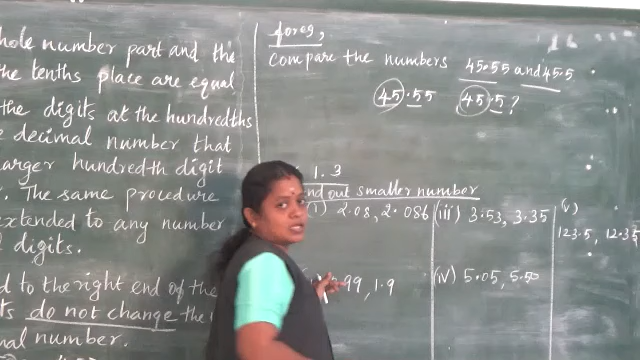 whole number part and the
the tenths place are equal
the digits at the hundredths
decimal number that
larger hundredth digit
The same procedure
extended to any number
digits.
to the right end of the
do not change the
number.
for eg,
Compare the numbers 45.55 and 45.5
45.55 45.5?
1.3
out smaller number
(i) 2.08, 2.086
.99, 1.9
(iii) 3.53, 3.35
(iv) 5.05, 5.50
(v)
123.5, 12.35